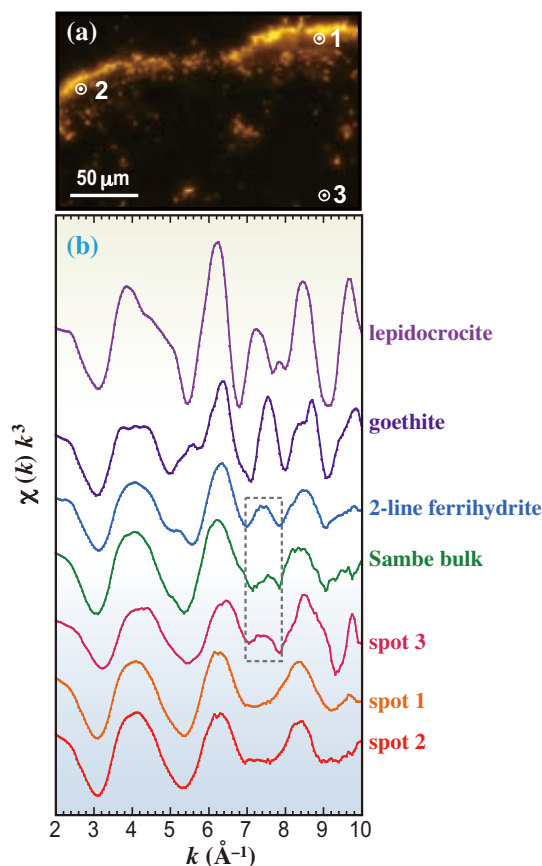 (a)
1
2
50 μm
3
(b)
lepidocrocite
goethite
2-line ferrihydrite
Sambe bulk
spot 3
spot 1
spot 2
χ (k) k³
2 3 4 5 6 7 8 9 10
k (Å⁻¹)